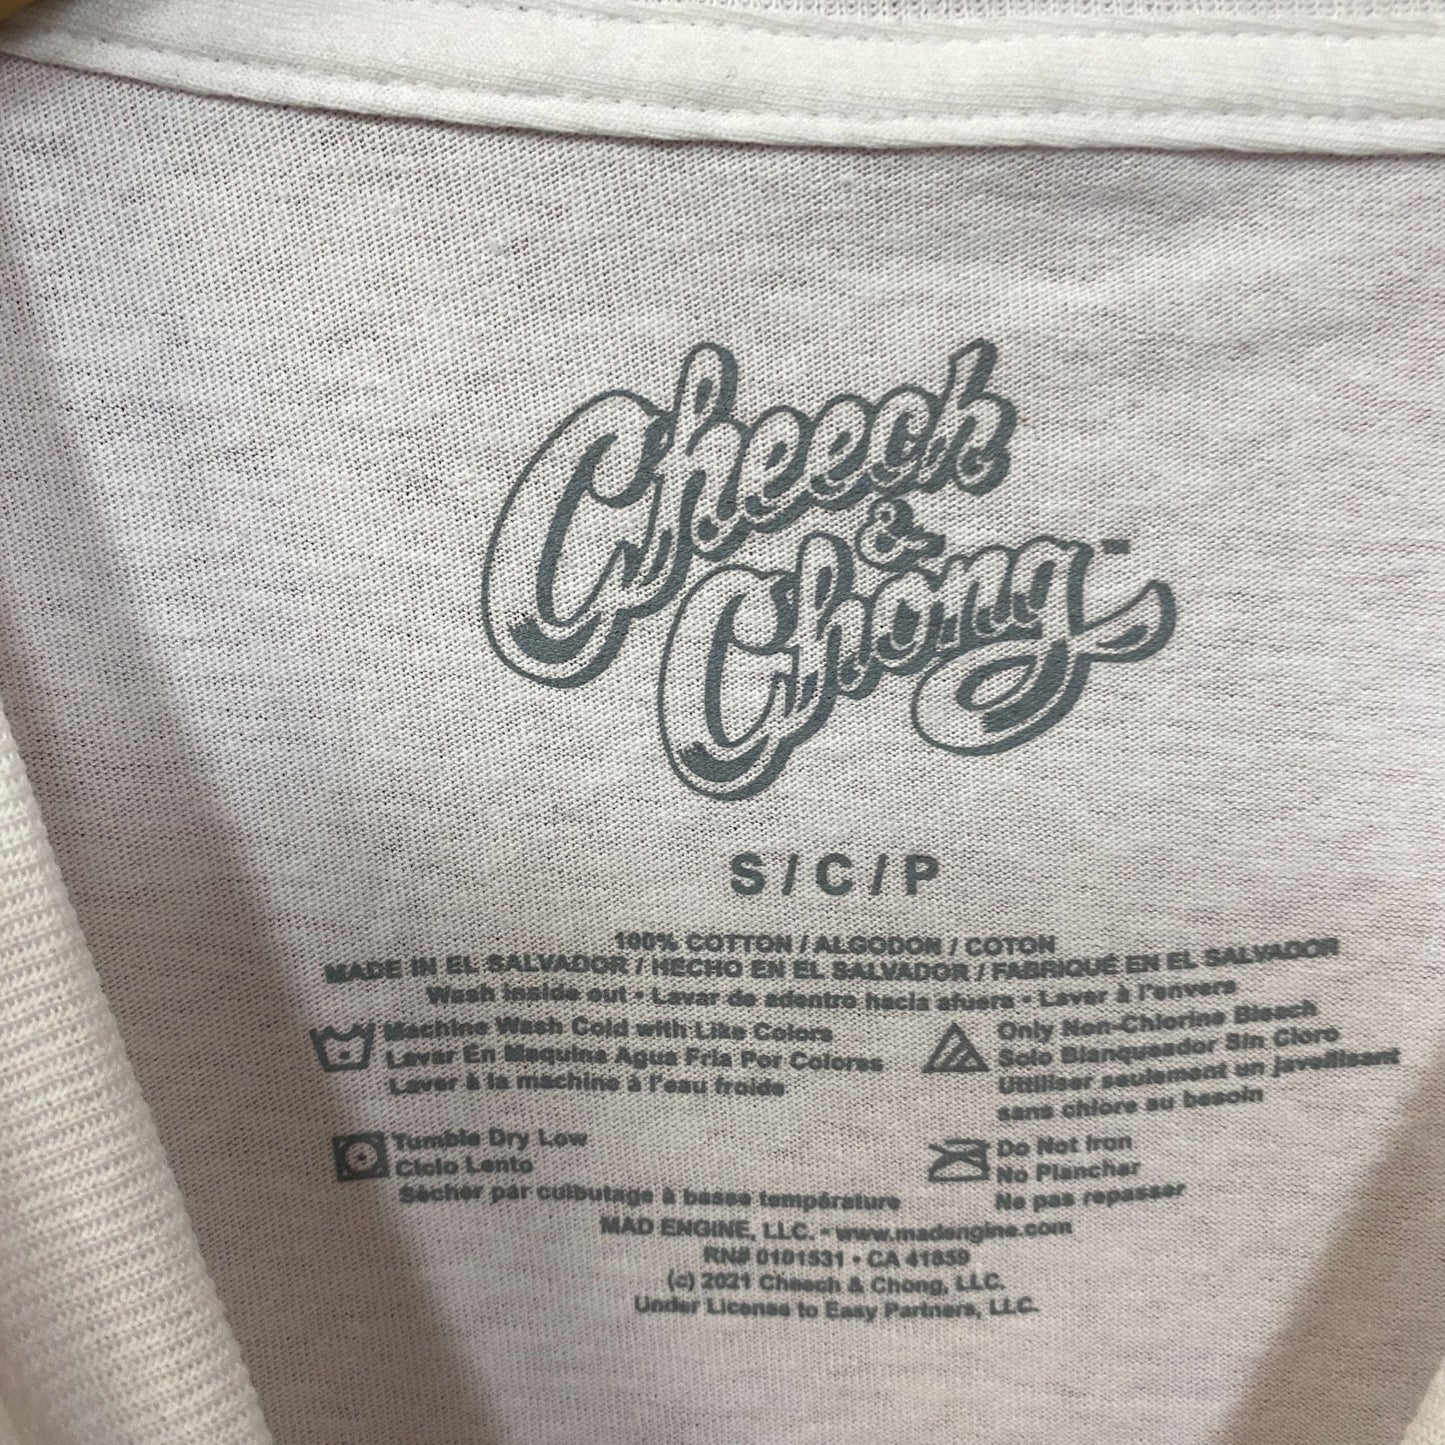 Cheech
&
Chong™
S / C / P
100% COTTON / ALGODON / COTON
MADE IN EL SALVADOR / HECHO EN EL SALVADOR / FABRIQUÉ EN EL SALVADOR
Wash inside out • Lavar de adentro hacia afuera • Laver à l'envers
Machine Wash Cold with Like Colors
Lavar En Maquina Agua Fria Por Colores
Laver à la machine à l'eau froide
Only Non-Chlorine Bleach
Solo Blanqueador Sin Cloro
Uttiliser seulement un javellisant
sans chlore au besoin
Tumble Dry Low
Ciclo Lento
Sécher par culbutage à basse température
Do Not Iron
No Planchar
Ne pas repasser
MAD ENGINE, LLC. - www.madengine.com
RN# 0101531 • CA 41859
(c) 2021 Cheech & Chong, LLC.
Under License to Easy Partners, LLC.